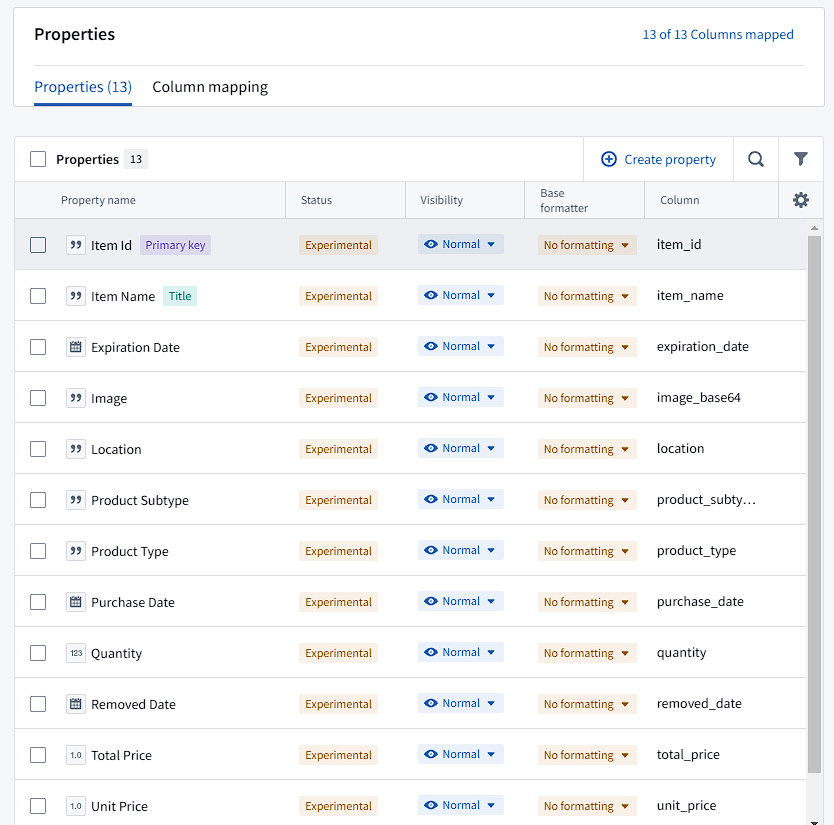 Properties
13 of 13 Columns mapped
Properties (13) Column mapping
Properties 13 Create property
Property name Status Visibility Base formatter Column
Item Id Primary key Experimental Normal No formatting item_id
Item Name Title Experimental Normal No formatting item_name
Expiration Date Experimental Normal No formatting expiration_date
Image Experimental Normal No formatting image_base64
Location Experimental Normal No formatting location
Product Subtype Experimental Normal No formatting product_subty…
Product Type Experimental Normal No formatting product_type
Purchase Date Experimental Normal No formatting purchase_date
123 Quantity Experimental Normal No formatting quantity
Removed Date Experimental Normal No formatting removed_date
1.0 Total Price Experimental Normal No formatting total_price
1.0 Unit Price Experimental Normal No formatting unit_price